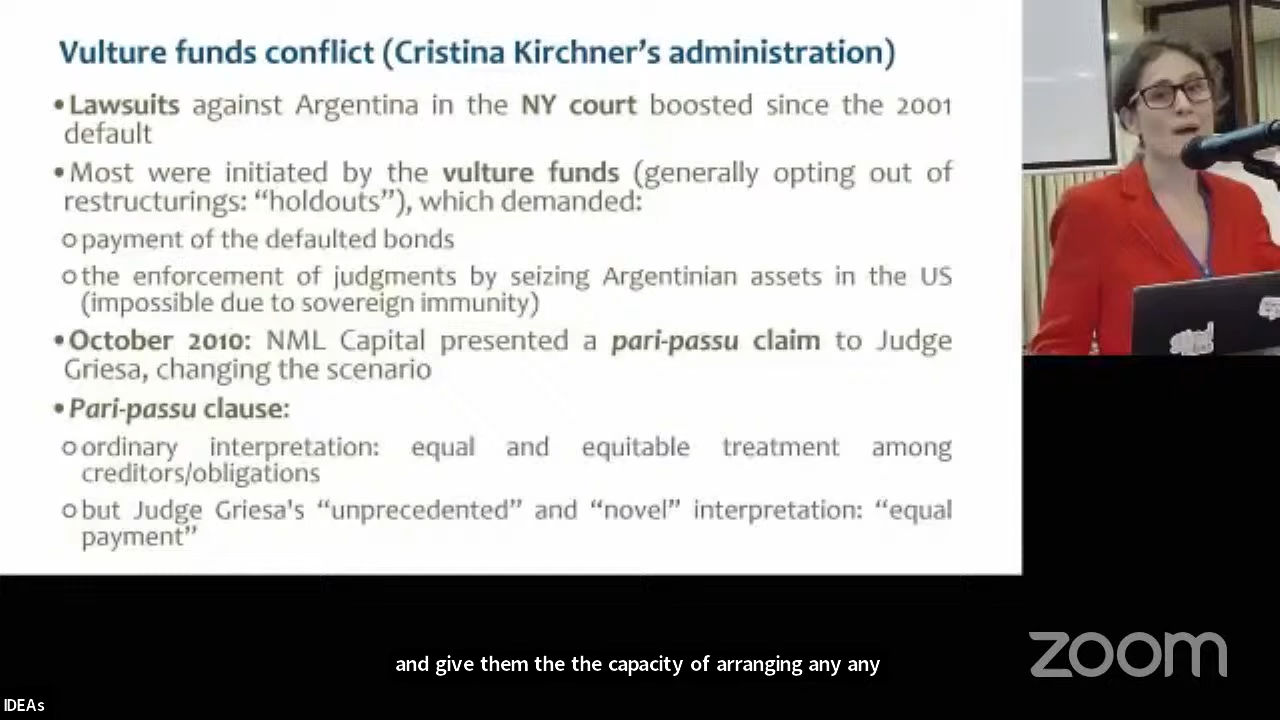 Vulture funds conflict (Cristina Kirchner's administration)
•Lawsuits against Argentina in the NY court boosted since the 2001
default
•Most were initiated by the vulture funds (generally opting out of
restructurings: “holdouts”), which demanded:
o payment of the defaulted bonds
o the enforcement of judgments by seizing Argentinian assets in the US
(impossible due to sovereign immunity)
•October 2010: NML Capital presented a pari-passu claim to Judge
Griesa, changing the scenario
•Pari-passu clause:
o ordinary interpretation: equal and equitable treatment among
creditors/obligations
o but Judge Griesa's “unprecedented” and “novel” interpretation: “equal
payment”
and give them the the capacity of arranging any any
zoom
IDEAs